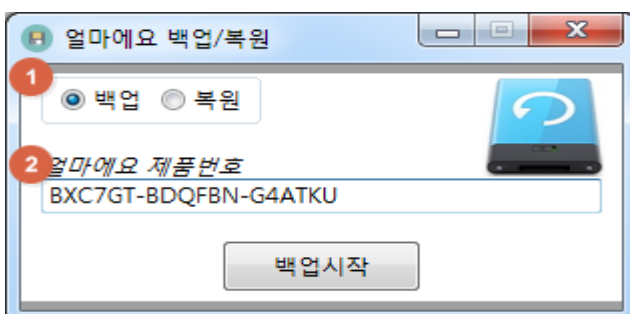 얼마에요 백업/복원
1
백업 복원
2 얼마에요 제품번호
BXC7GT-BDQFBN-G4ATKU
백업시작